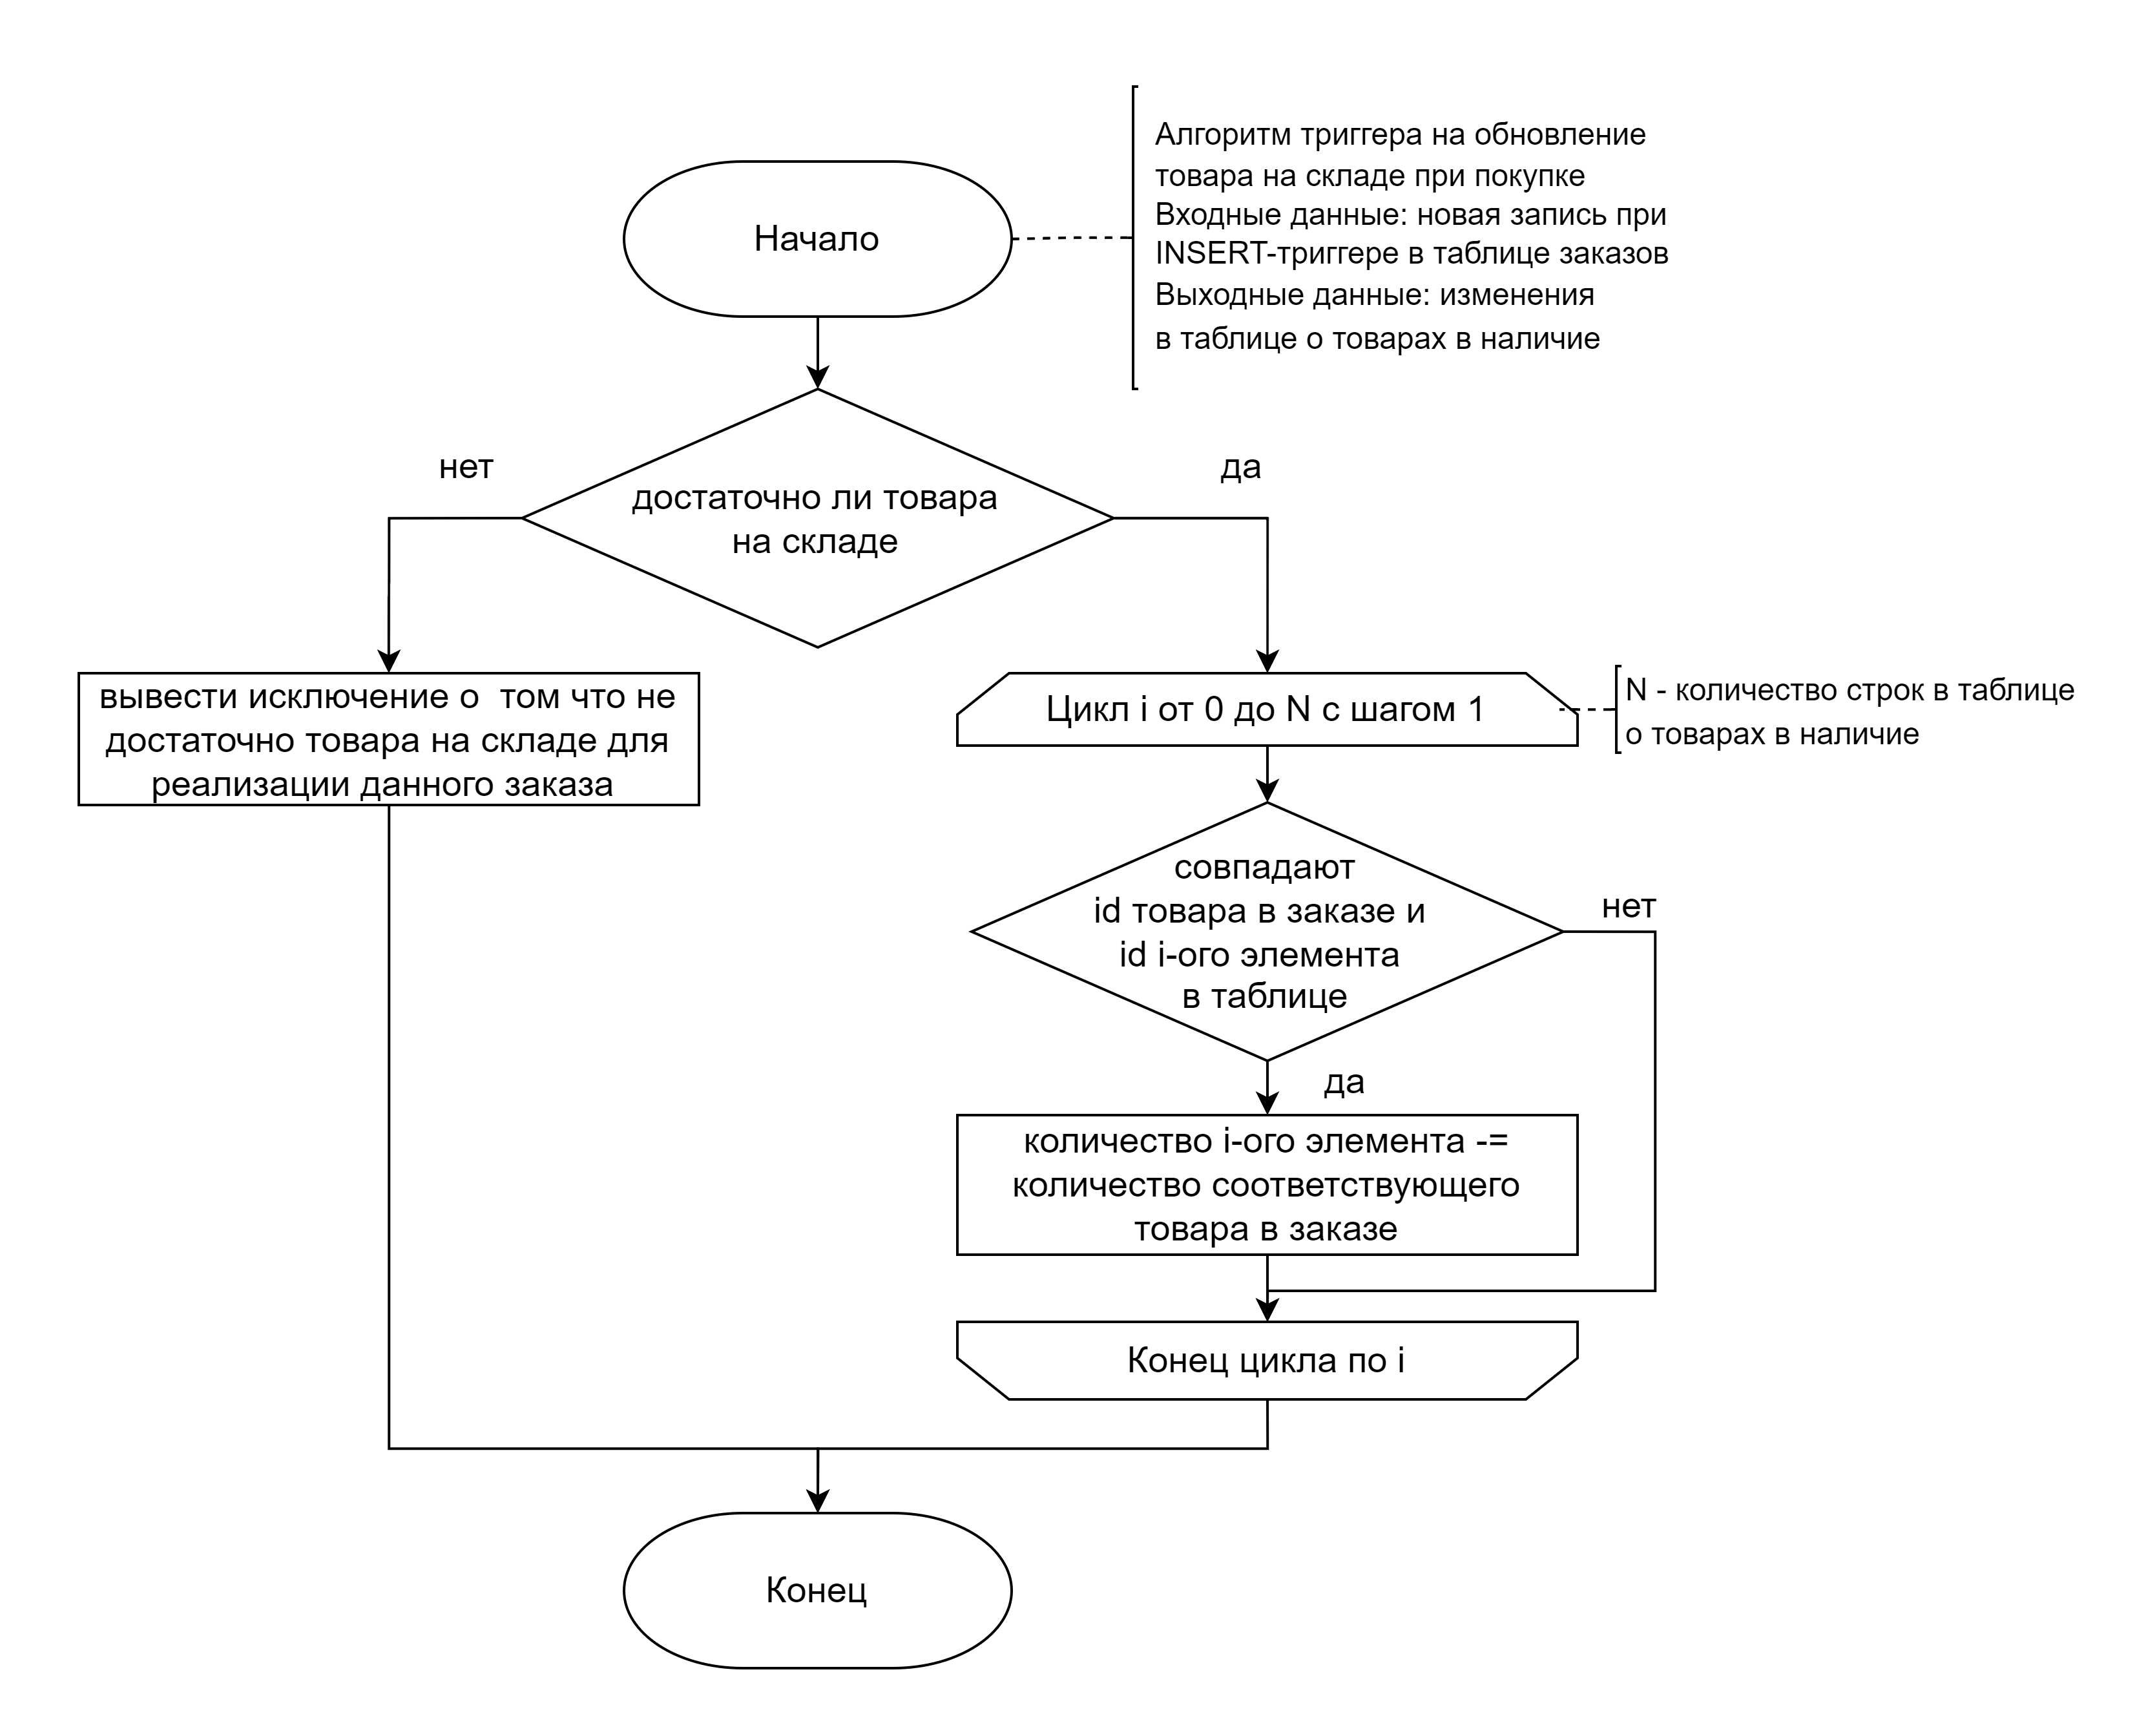 Алгоритм триггера на обновление
товара на складе при покупке
Входные данные: новая запись при
INSERT-триггере в таблице заказов
Выходные данные: изменения
в таблице о товарах в наличие
Начало
нет
да
достаточно ли товара
на складе
вывести исключение о  том что не
достаточно товара на складе для
реализации данного заказа
Цикл i от 0 до N с шагом 1
N - количество строк в таблице
о товарах в наличие
совпадают
id товара в заказе и
id i-ого элемента
в таблице
нет
да
количество i-ого элемента -=
количество соответствующего
товара в заказе
Конец цикла по i
Конец